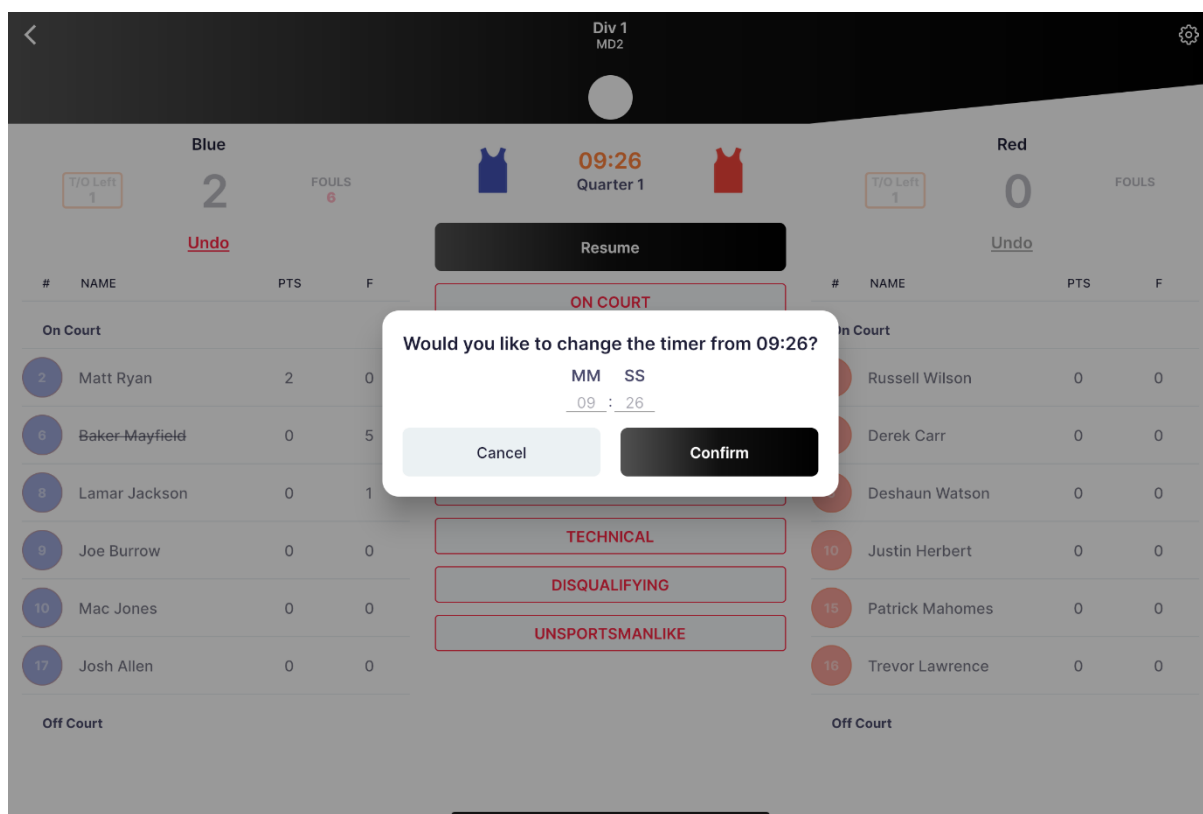 Div 1
MD2
Blue
T/O Left
1
2
FOULS
6
Undo
09:26
Quarter 1
Red
T/O Left
1
0
FOULS
Undo
Resume
ON COURT
# NAME PTS F
On Court
2 Matt Ryan 2 0
6 Baker Mayfield 0 5
8 Lamar Jackson 0 1
9 Joe Burrow 0 0
10 Mac Jones 0 0
17 Josh Allen 0 0
Off Court
Would you like to change the timer from 09:26?
MM SS
09 : 26
Cancel Confirm
TECHNICAL
DISQUALIFYING
UNSPORTSMANLIKE
# NAME PTS F
On Court
Russell Wilson 0 0
Derek Carr 0 0
Deshaun Watson 0 0
10 Justin Herbert 0 0
15 Patrick Mahomes 0 0
16 Trevor Lawrence 0 0
Off Court